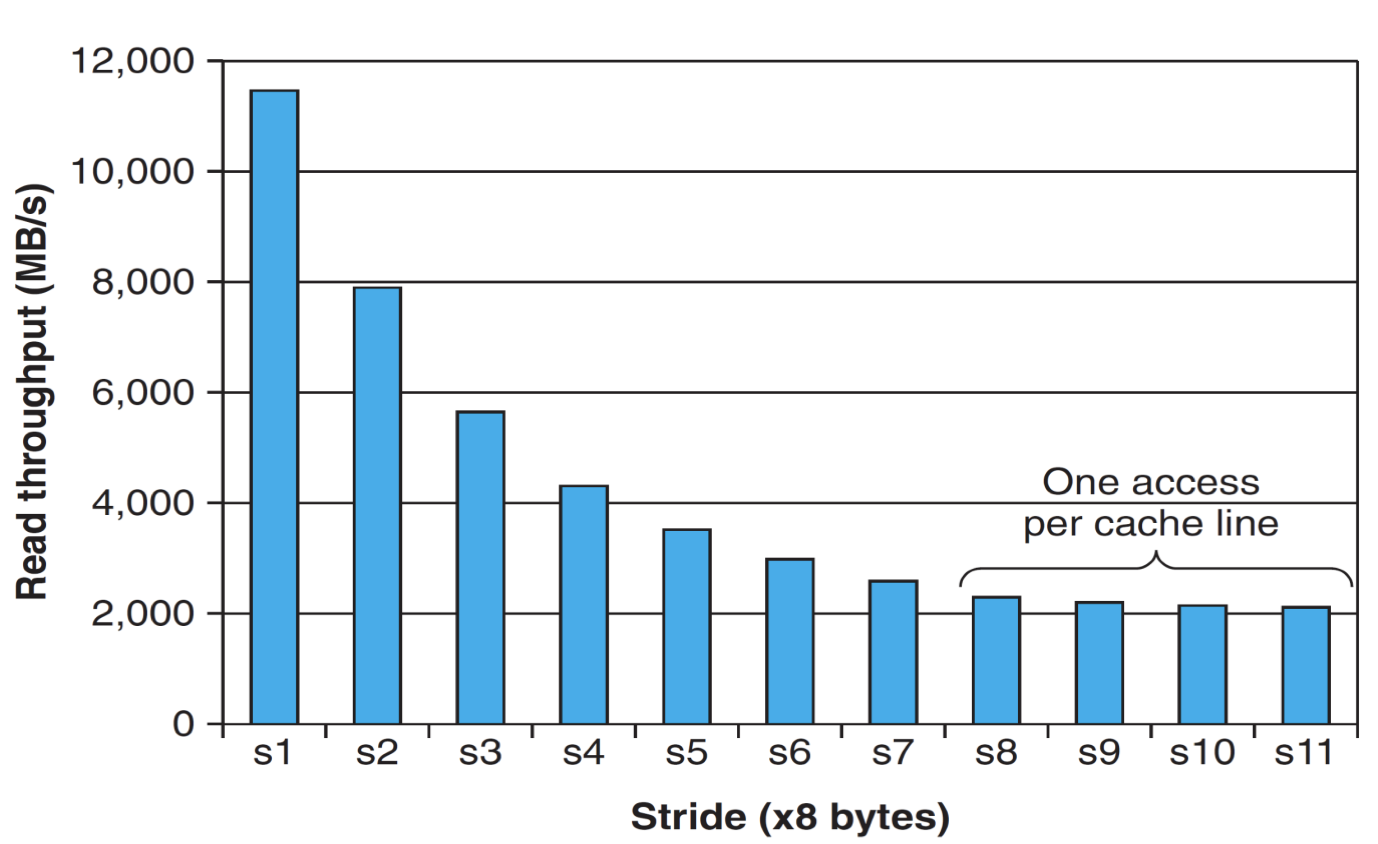 12,000
10,000
8,000
6,000
4,000
2,000
0
Read throughput (MB/s)
One access
per cache line
s1 s2 s3 s4 s5 s6 s7 s8 s9 s10 s11
Stride (x8 bytes)